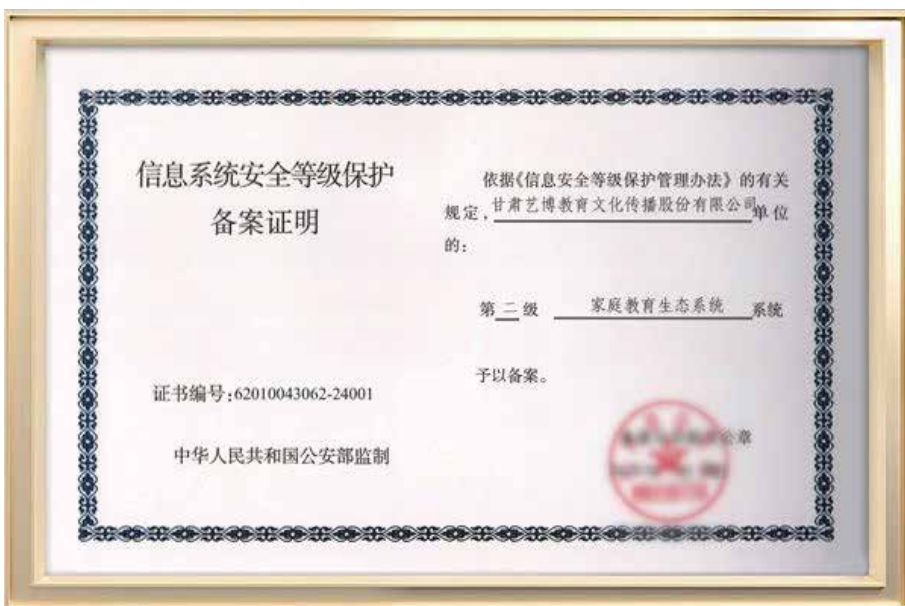 信息系统安全等级保护
备案证明
证书编号:62010043062-24001
中华人民共和国公安部监制
依据《信息安全等级保护管理办法》的有关
规定,甘肃艺博教育文化传播股份有限公司单位
的:
第二级 家庭教育生态系统 系统
予以备案。
公章